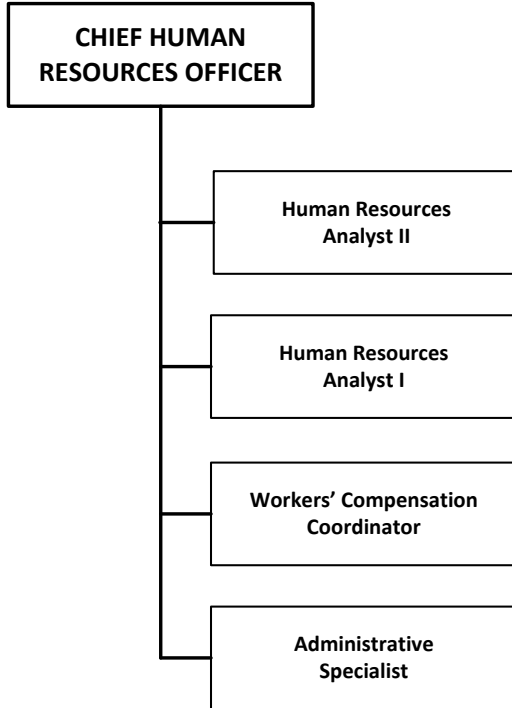 CHIEF HUMAN
RESOURCES OFFICER
Human Resources
Analyst II
Human Resources
Analyst I
Workers’ Compensation
Coordinator
Administrative
Specialist